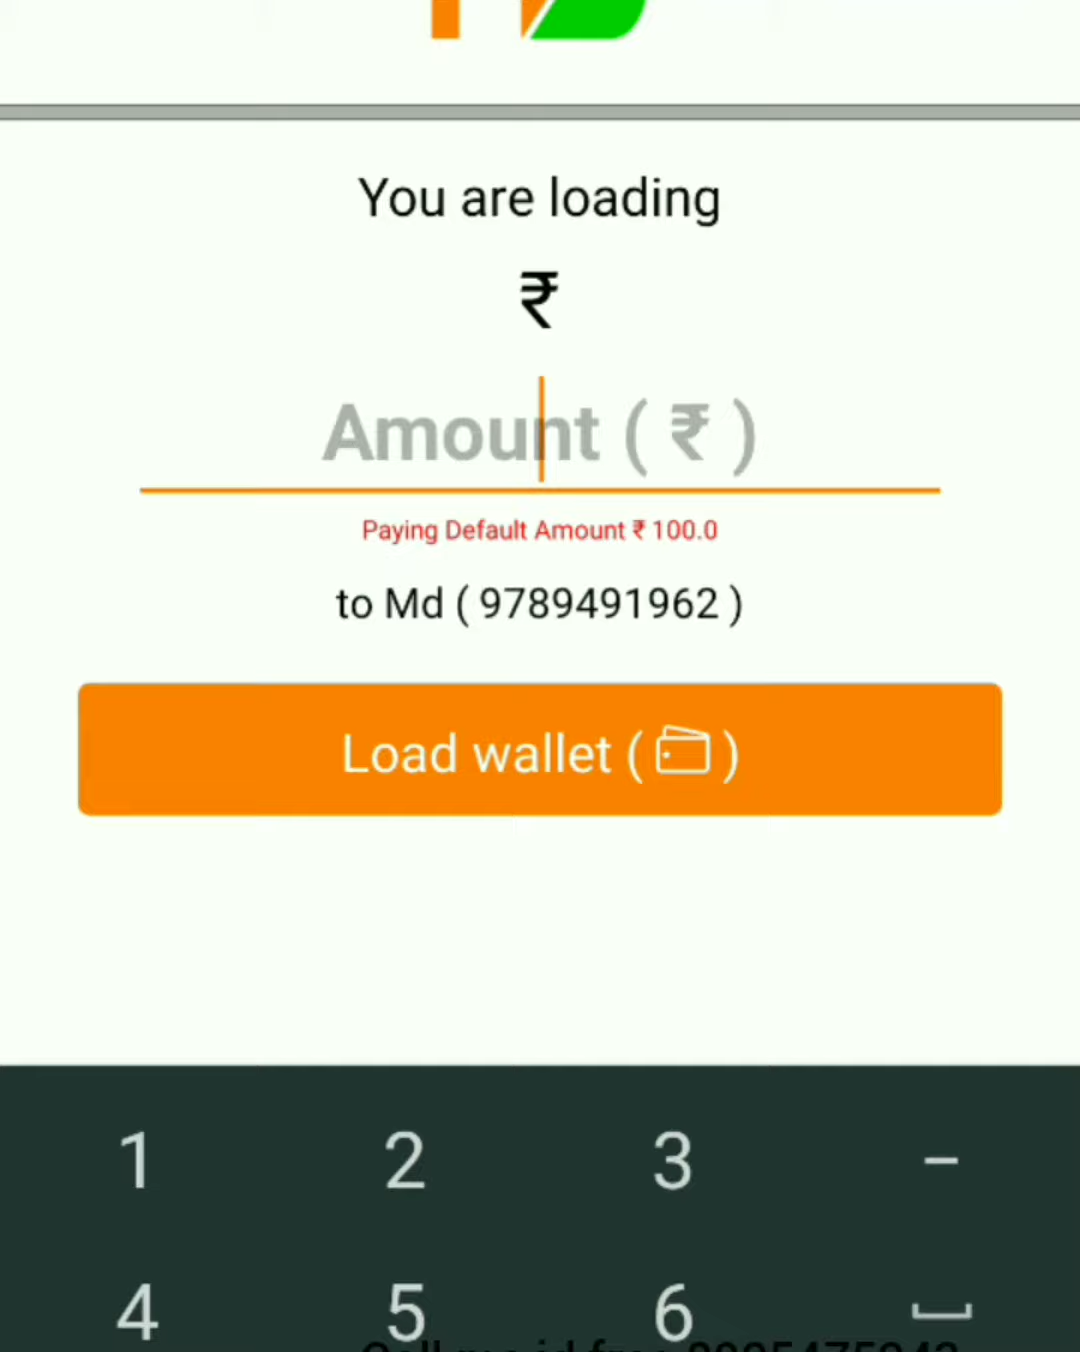 You are loading
₹
Amount ( ₹ )
Paying Default Amount ₹ 100.0
to Md ( 9789491962 )
Load wallet ( )
1 2 3 -
4 5 6